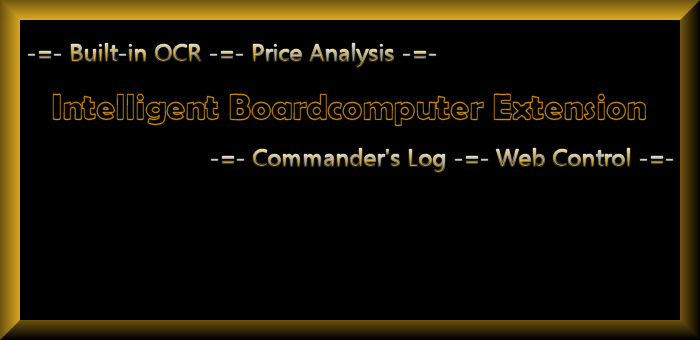 -=- Built-in OCR -=- Price Analysis -=-
Intelligent Boardcomputer Extension
-=- Commander's Log -=- Web Control -=-